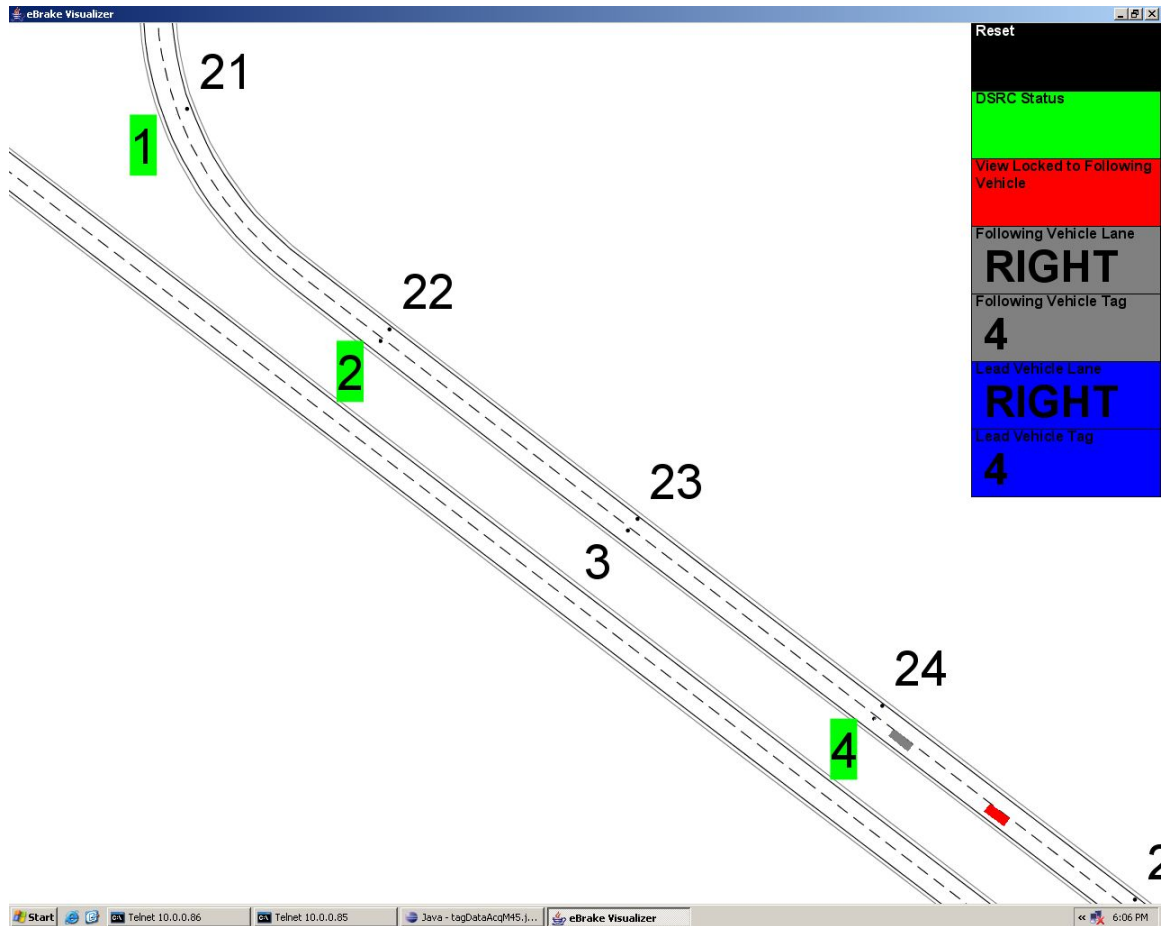 eBrake Visualizer
21
1
22
2
23
3
24
4
2
Reset
DSRC Status
View Locked to Following
Vehicle
Following Vehicle Lane
RIGHT
Following Vehicle Tag
4
Lead Vehicle Lane
RIGHT
Lead Vehicle Tag
4
Start
Telnet 10.0.0.86
Telnet 10.0.0.85
Java - tagDataAcqM45.j...
eBrake Visualizer
6:06 PM